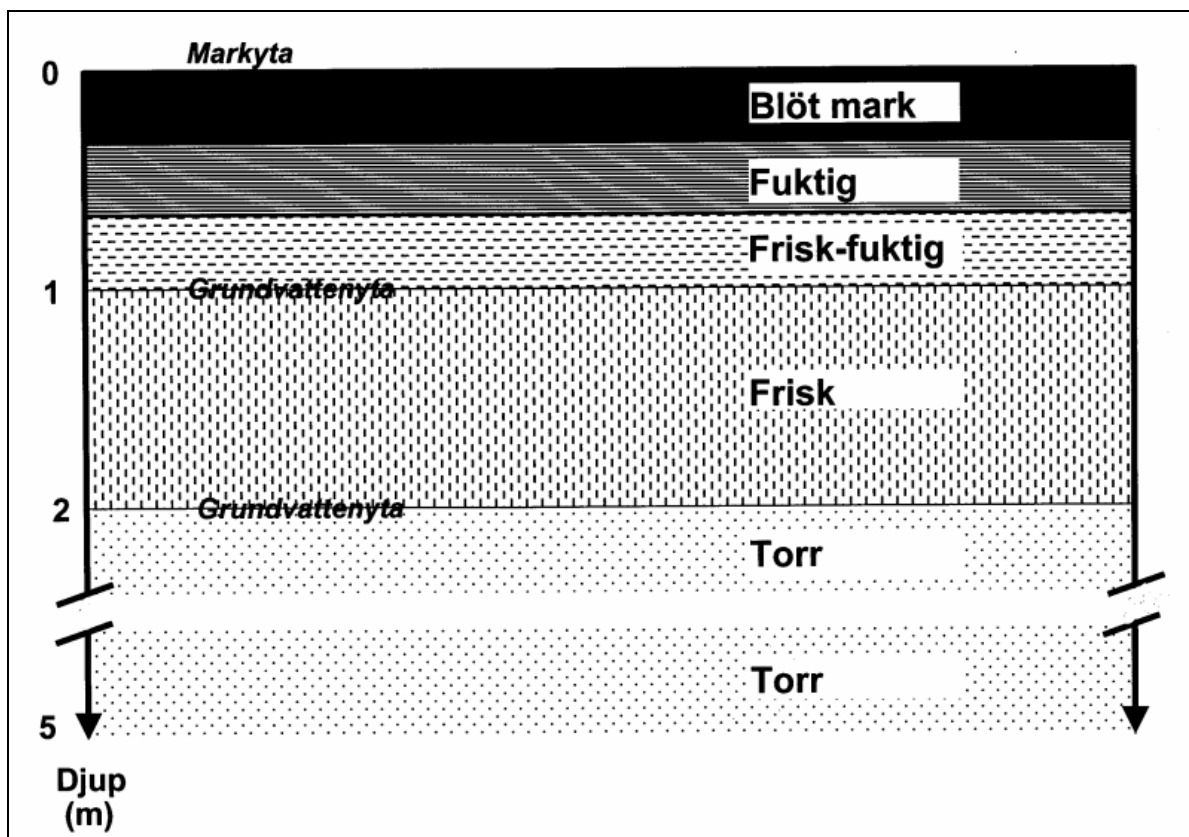 Markyta
0
Blöt mark
Fuktig
Frisk-fuktig
1
Grundvattenyta
Frisk
2
Grundvattenyta
Torr
Torr
5
Djup
(m)